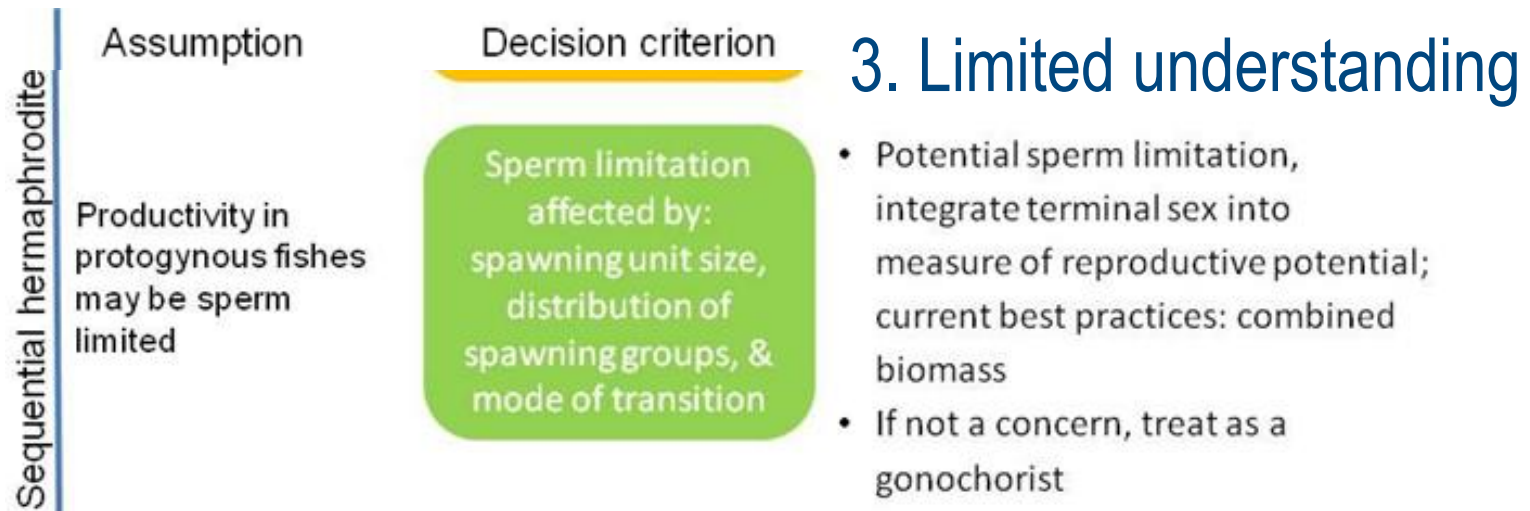 Assumption
Decision criterion
3. Limited understanding
Sequential hermaphrodite
Productivity in
protogynous fishes
may be sperm
limited
Sperm limitation
affected by:
spawning unit size,
distribution of
spawning groups, &
mode of transition
• Potential sperm limitation,
integrate terminal sex into
measure of reproductive potential;
current best practices: combined
biomass
• If not a concern, treat as a
gonochorist